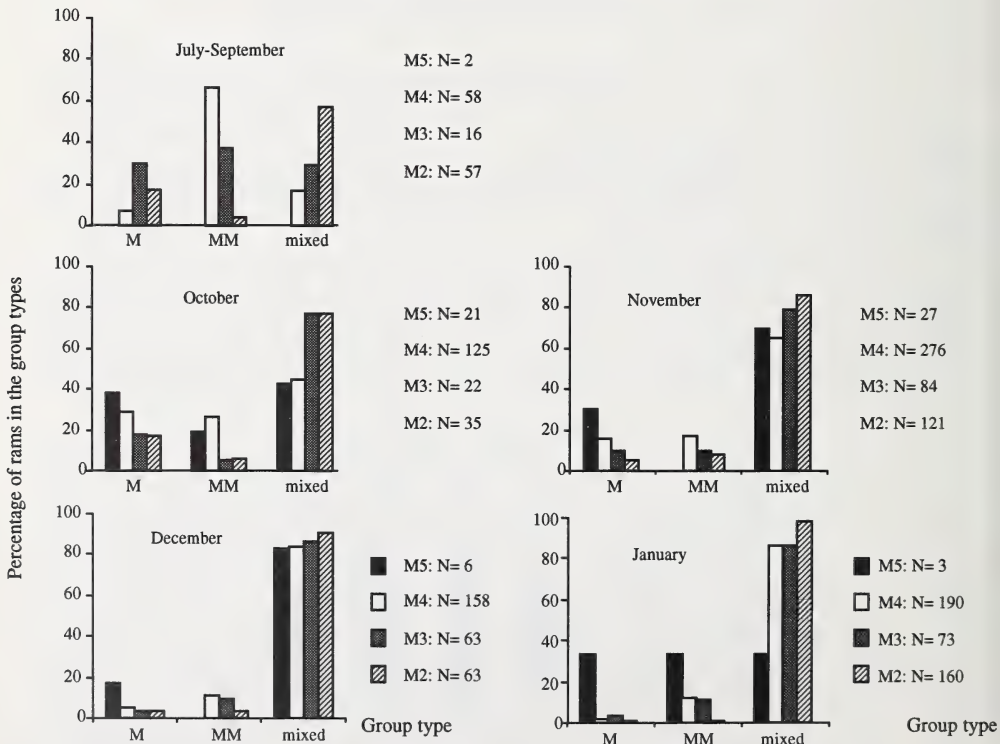 Percentage of rams in the group types
100
80
60
40
20
0
July-September
M MM mixed
M5: N= 2
M4: N= 58
M3: N= 16
M2: N= 57
100
80
60
40
20
0
October
M MM mixed
M5: N= 21
M4: N= 125
M3: N= 22
M2: N= 35
100
80
60
40
20
0
November
M MM mixed
M5: N= 27
M4: N= 276
M3: N= 84
M2: N= 121
100
80
60
40
20
0
December
M MM mixed
Group type
M5: N= 6
M4: N= 158
M3: N= 63
M2: N= 63
100
80
60
40
20
0
January
M MM mixed
Group type
M5: N= 3
M4: N= 190
M3: N= 73
M2: N= 160